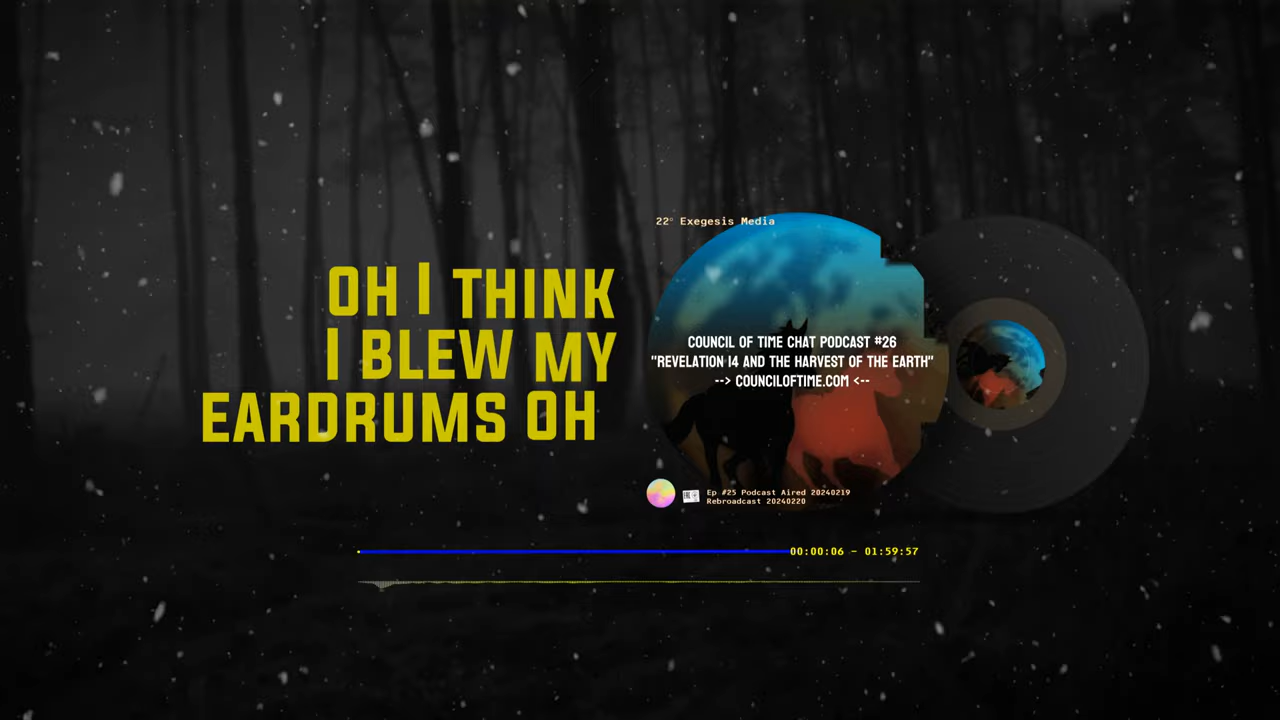 OH I THINK
I BLEW MY
EARDRUMS OH
22° Exegesis Media
COUNCIL OF TIME CHAT PODCAST #26
"REVELATION 14 AND THE HARVEST OF THE EARTH"
--> COUNCILOFTIME.COM <--
Ep #25 Podcast Aired 20240219
Rebroadcast 20240220
00:00:06 - 01:59:57